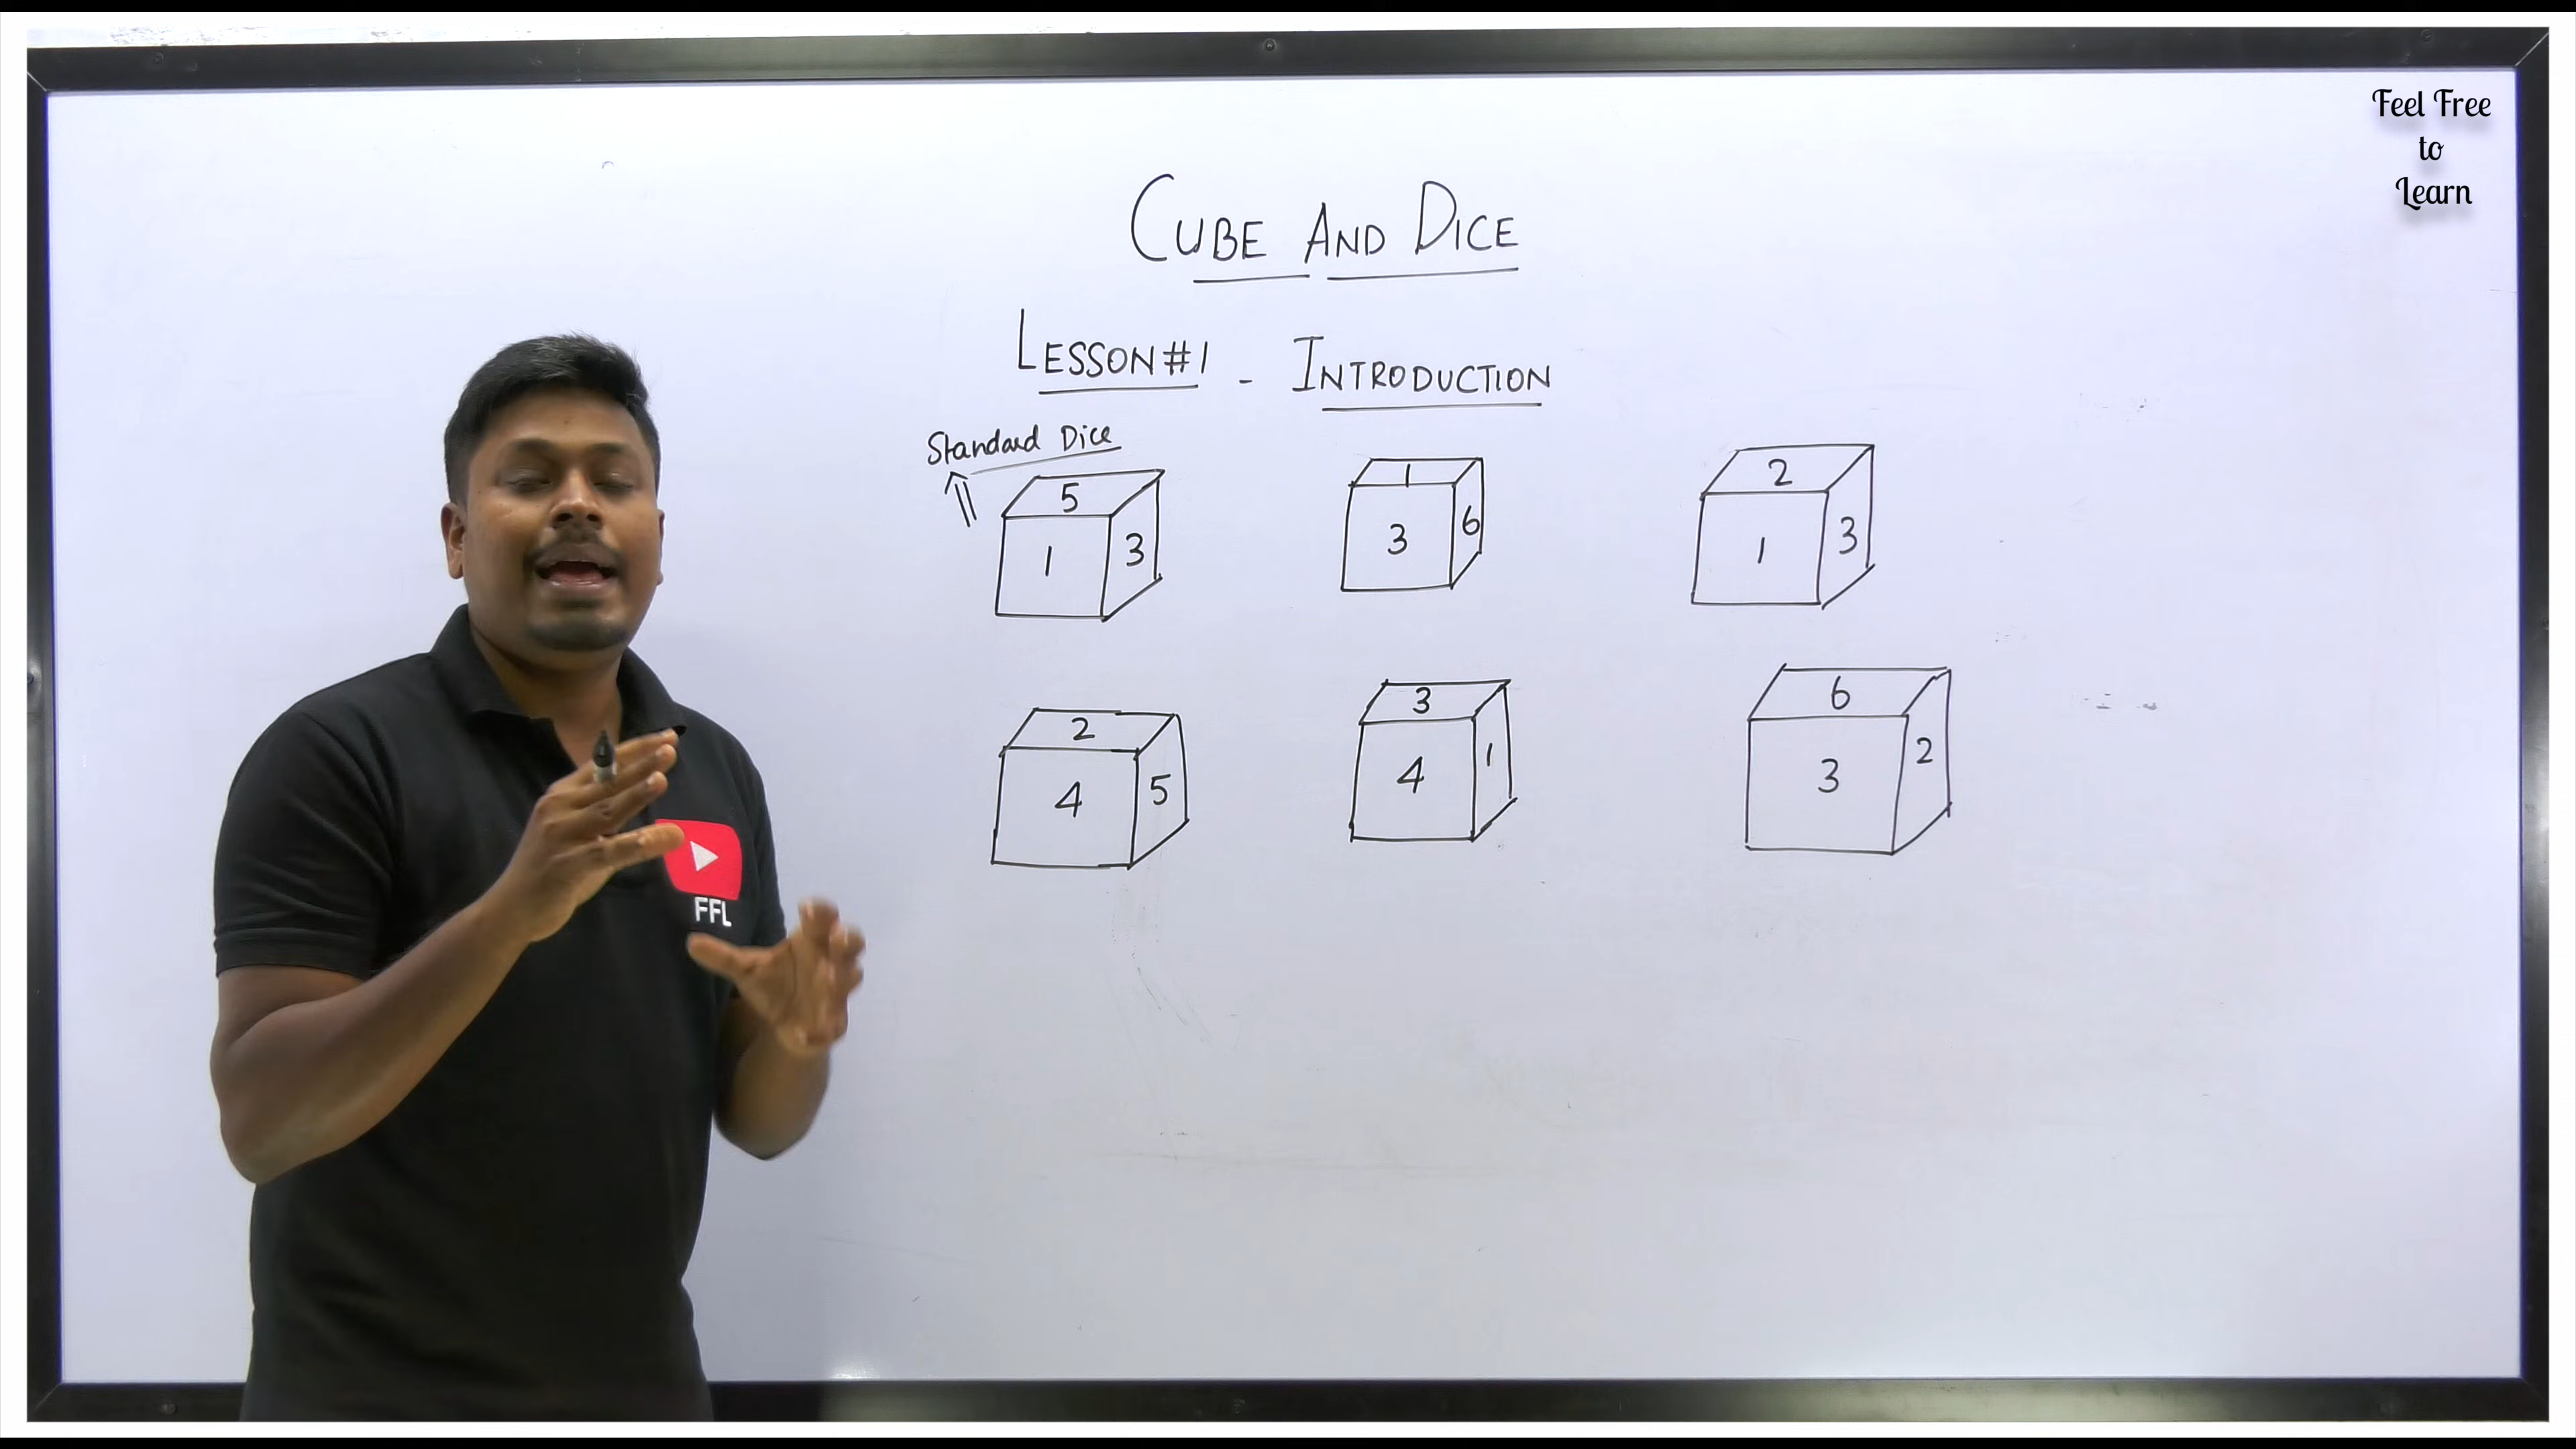 Feel Free
to
Learn
CUBE AND DICE
LESSON#1 - INTRODUCTION
Standard Dice
5
1 3
1
3 6
2
1 3
2
4 5
3
4 1
6
3 2
FFL